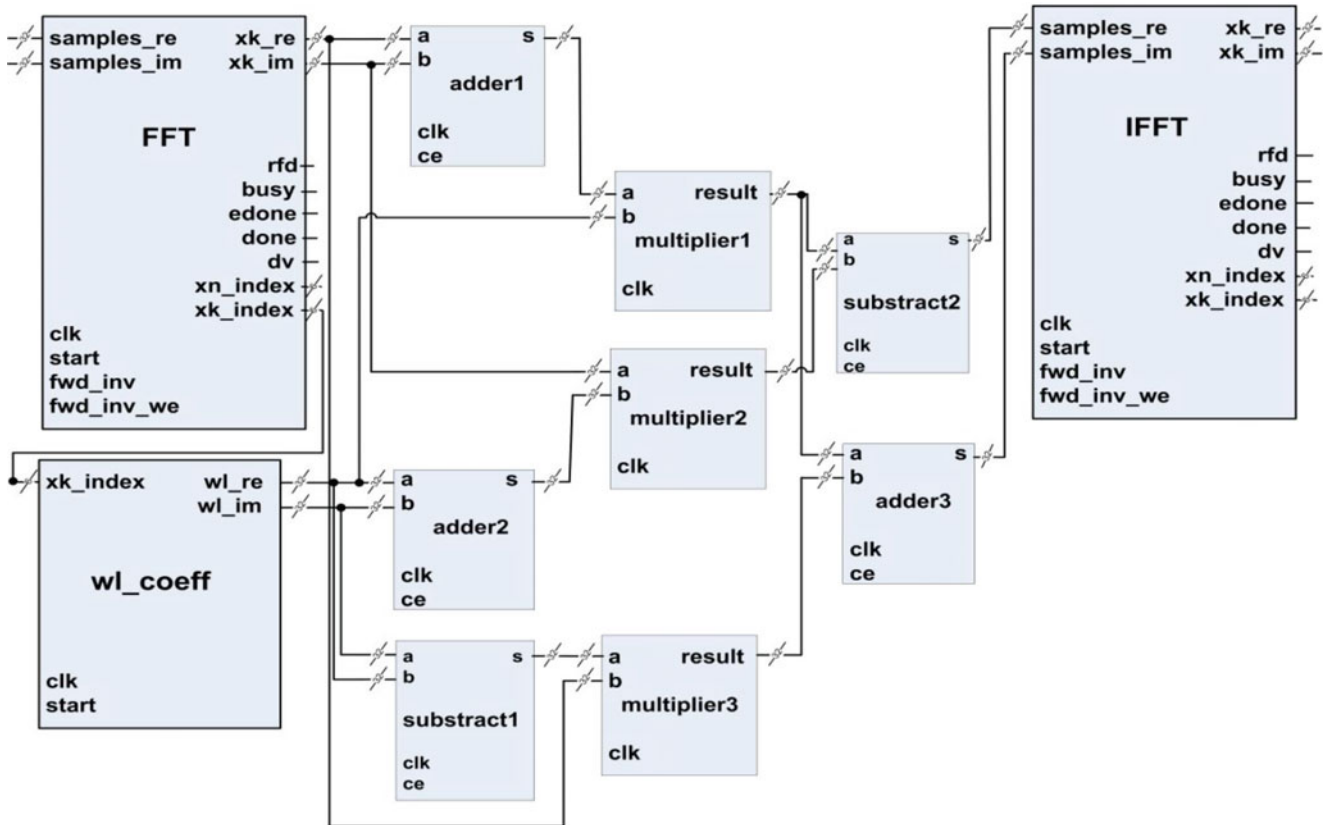 samples_re xk_re
samples_im xk_im
FFT
rfd
busy
edone
done
dv
xn_index
xk_index
clk
start
fwd_inv
fwd_inv_we
a s
b
adder1
clk
ce
a result
b
multiplier1
clk
a s
b
substract2
clk
ce
samples_re xk_re
samples_im xk_im
IFFT
rfd
busy
edone
done
dv
xn_index
xk_index
clk
start
fwd_inv
fwd_inv_we
a result
b
multiplier2
clk
xk_index wl_re
wl_im
wl_coeff
clk
start
a s
b
adder2
clk
ce
a s
b
adder3
clk
ce
a s
b
substract1
clk
ce
a result
b
multiplier3
clk